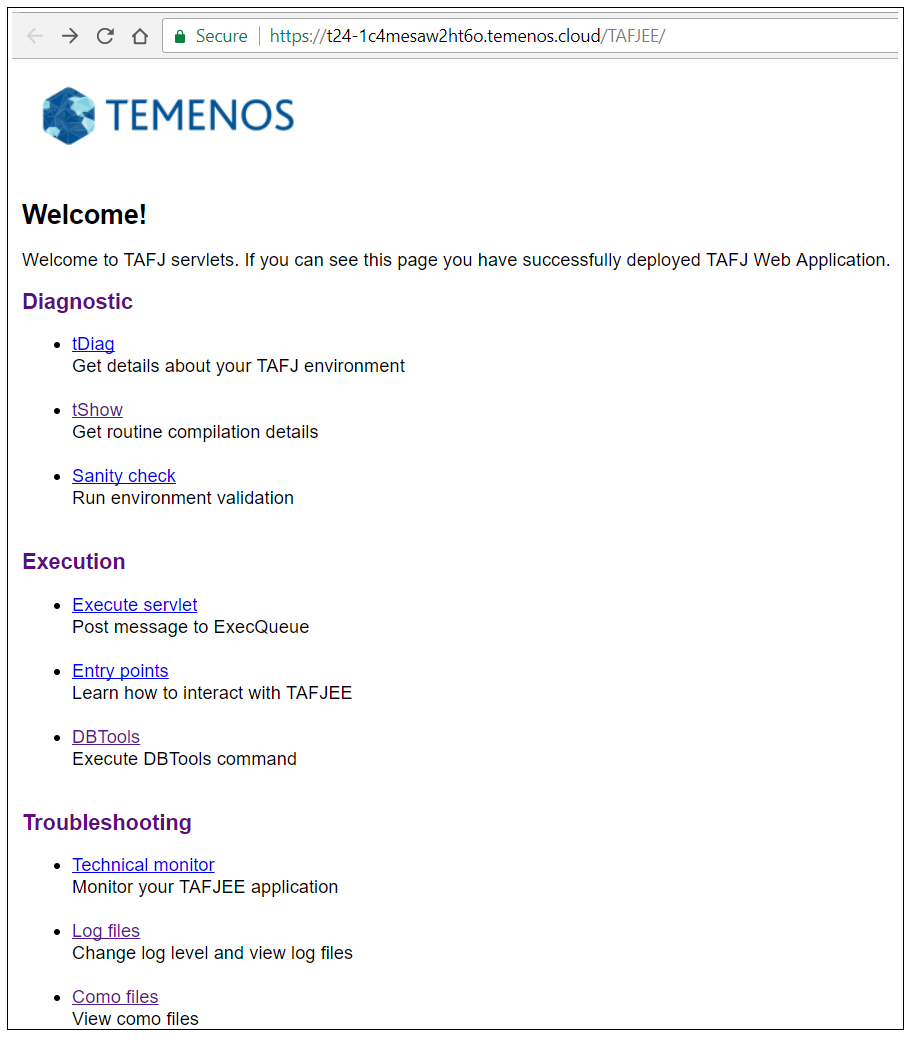 Secure | https://t24-1c4mesaw2ht6o.temenos.cloud/TAFJEE/
TEMENOS
Welcome!
Welcome to TAFJ servlets. If you can see this page you have successfully deployed TAFJ Web Application.
Diagnostic
• tDiag
Get details about your TAFJ environment
• tShow
Get routine compilation details
• Sanity check
Run environment validation
Execution
• Execute servlet
Post message to ExecQueue
• Entry points
Learn how to interact with TAFJEE
• DBTools
Execute DBTools command
Troubleshooting
• Technical monitor
Monitor your TAFJEE application
• Log files
Change log level and view log files
• Como files
View como files